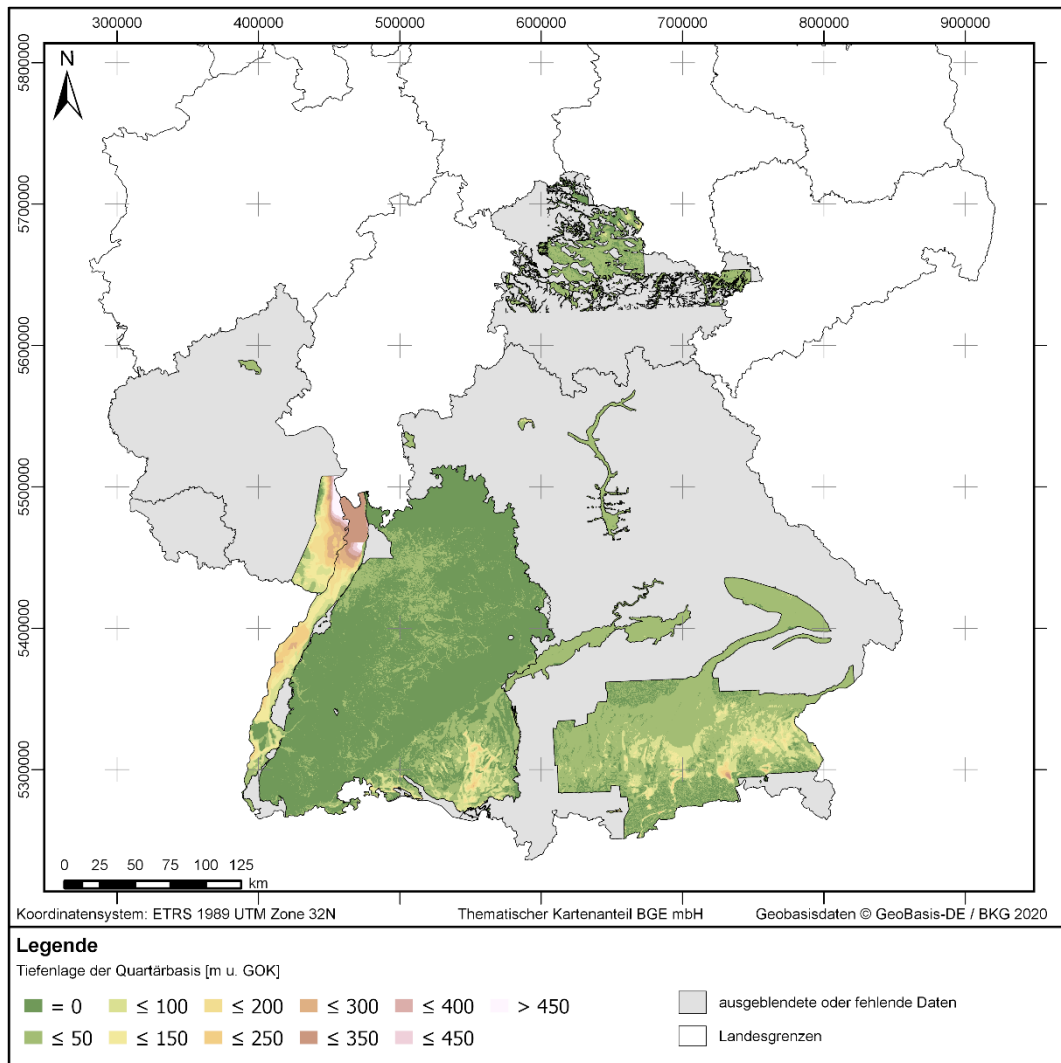 300000 400000 500000 600000 700000 800000 900000
N
5800000
5700000
5600000
5500000
5400000
5300000
0 25 50 75 100 125
km
Koordinatensystem: ETRS 1989 UTM Zone 32N Thematischer Kartenanteil BGE mbH Geobasisdaten © GeoBasis-DE / BKG 2020
Legende
Tiefenlage der Quartärbasis [m u. GOK]
= 0 ≤ 100 ≤ 200 ≤ 300 ≤ 400 > 450 ausgeblendete oder fehlende Daten
≤ 50 ≤ 150 ≤ 250 ≤ 350 ≤ 450 Landesgrenzen